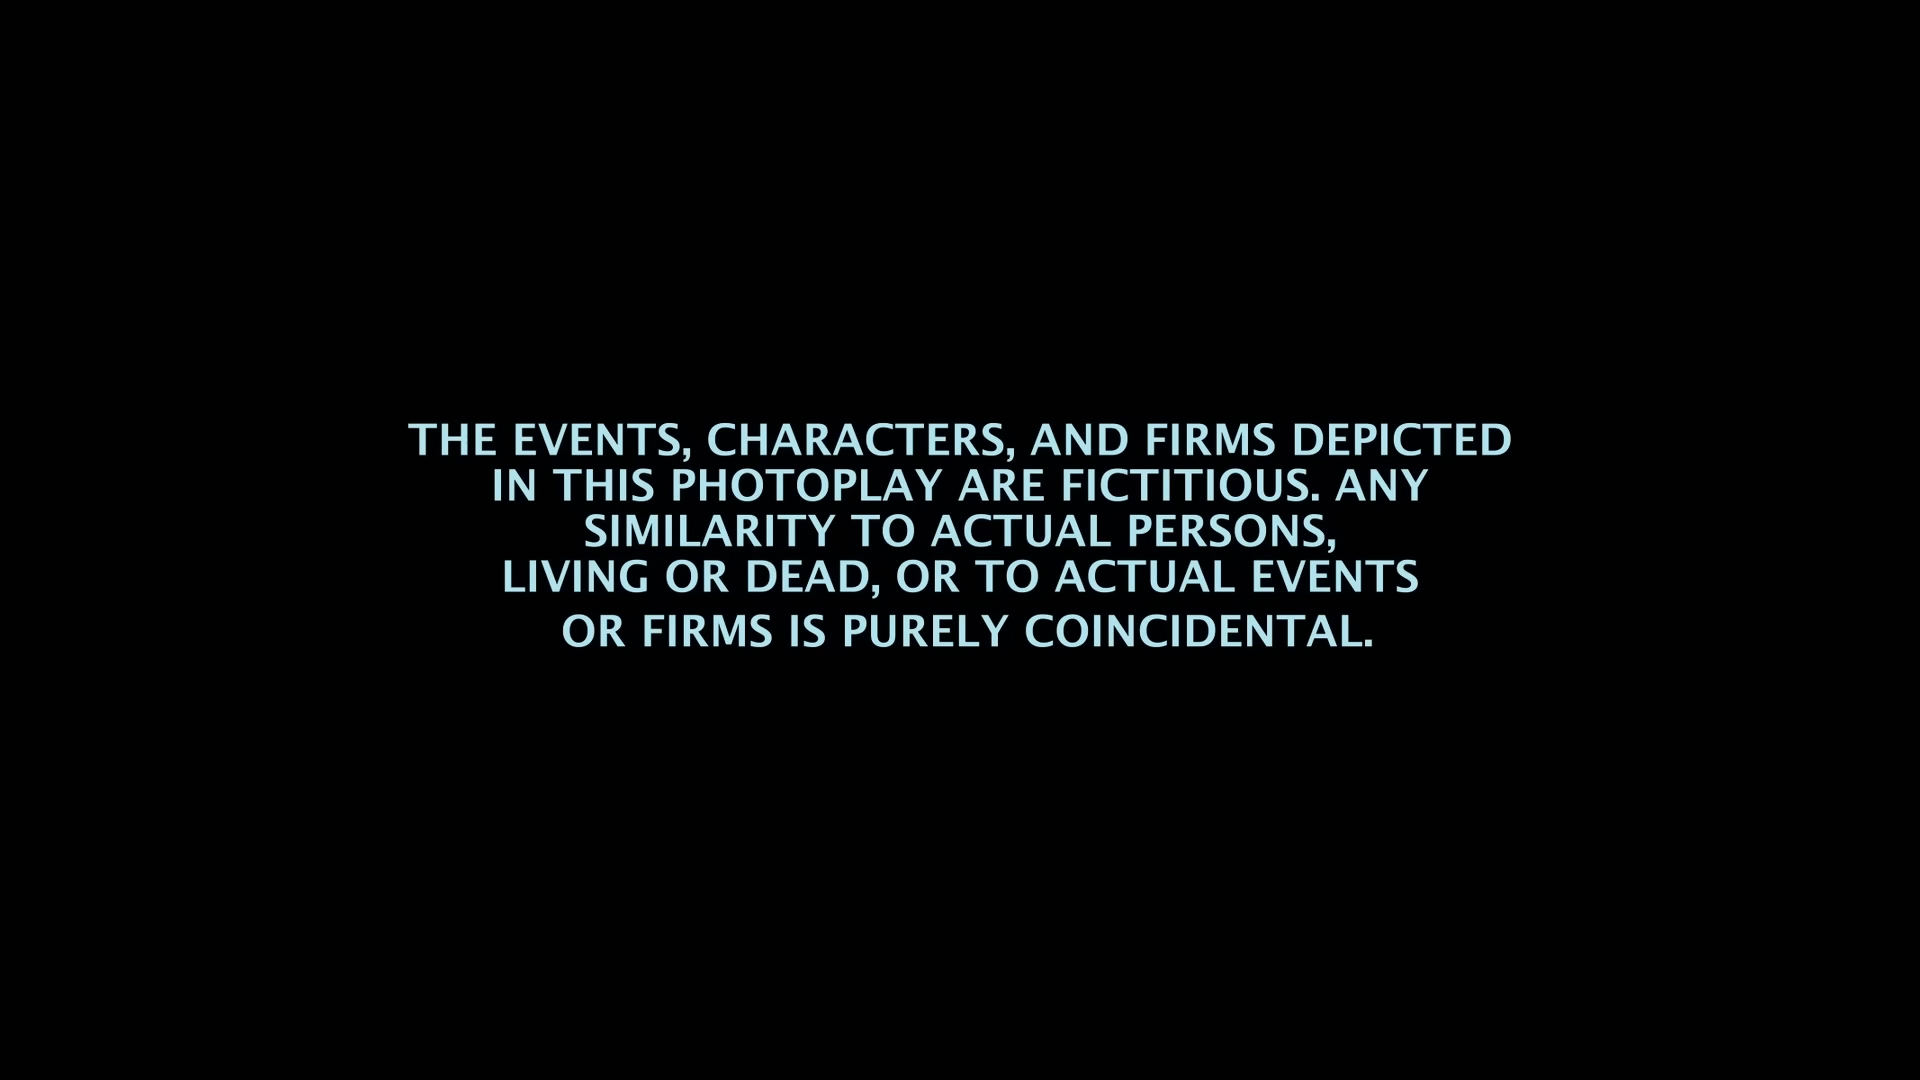 THE EVENTS, CHARACTERS, AND FIRMS DEPICTED
IN THIS PHOTOPLAY ARE FICTITIOUS. ANY
SIMILARITY TO ACTUAL PERSONS,
LIVING OR DEAD, OR TO ACTUAL EVENTS
OR FIRMS IS PURELY COINCIDENTAL.